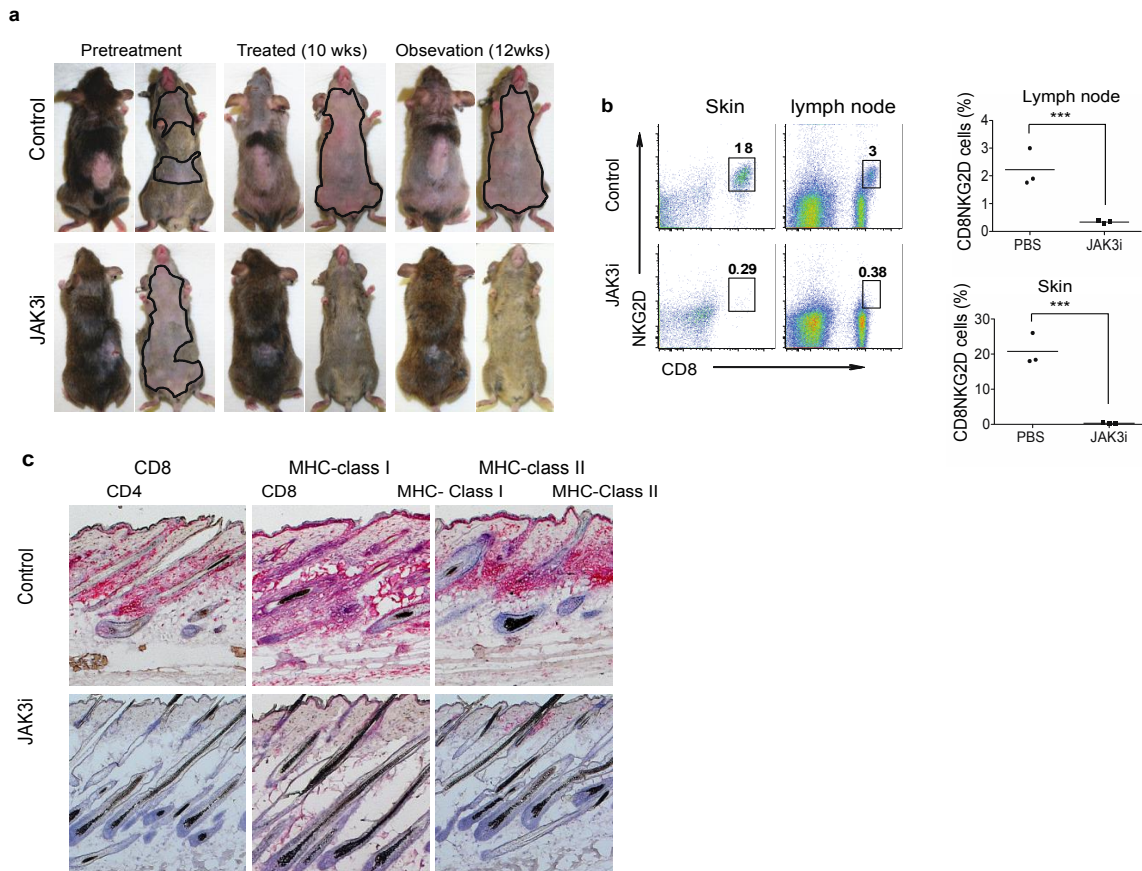 a
Pretreatment
Treated (10 wks)
Obsevation (12wks)
Control
JAK3i
b
Skin
lymph node
Control
JAK3i
18
3
0.29
0.38
NKG2D
CD8
Lymph node
***
CD8NKG2D cells (%)
4
3
2
1
0
PBS
JAK3i
Skin
***
CD8NKG2D cells (%)
30
20
10
0
PBS
JAK3i
c
CD8
MHC-class I
MHC-class II
CD4
CD8
MHC- Class I
MHC-Class II
Control
JAK3i